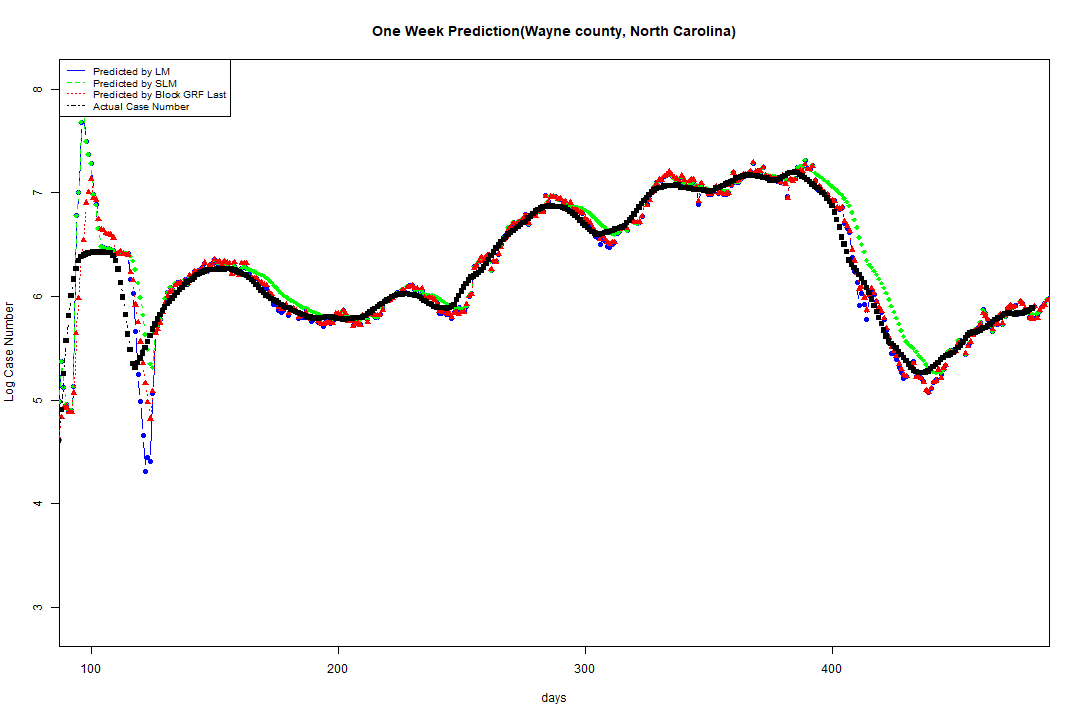 One Week Prediction(Wayne county, North Carolina)
Predicted by LM
Predicted by SLM
Predicted by Block GRF Last
Actual Case Number
8
7
6
5
4
3
Log Case Number
100 200 300 400
days